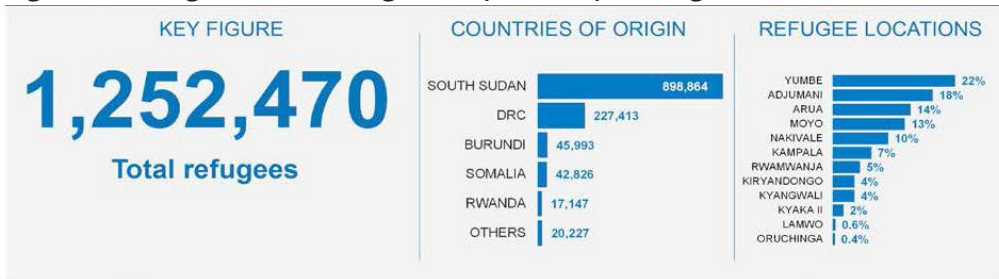 KEY FIGURE
1,252,470
Total refugees
COUNTRIES OF ORIGIN
SOUTH SUDAN 898,864
DRC 227,413
BURUNDI 45,993
SOMALIA 42,826
RWANDA 17,147
OTHERS 20,227
REFUGEE LOCATIONS
YUMBE 22%
ADJUMANI 18%
ARUA 14%
MOYO 13%
NAKIVALE 10%
KAMPALA 7%
RWAMWANJA 5%
KIRYANDONGO 4%
KYANGWALI 4%
KYAKA II 2%
LAMWO 0.6%
ORUCHINGA 0.4%